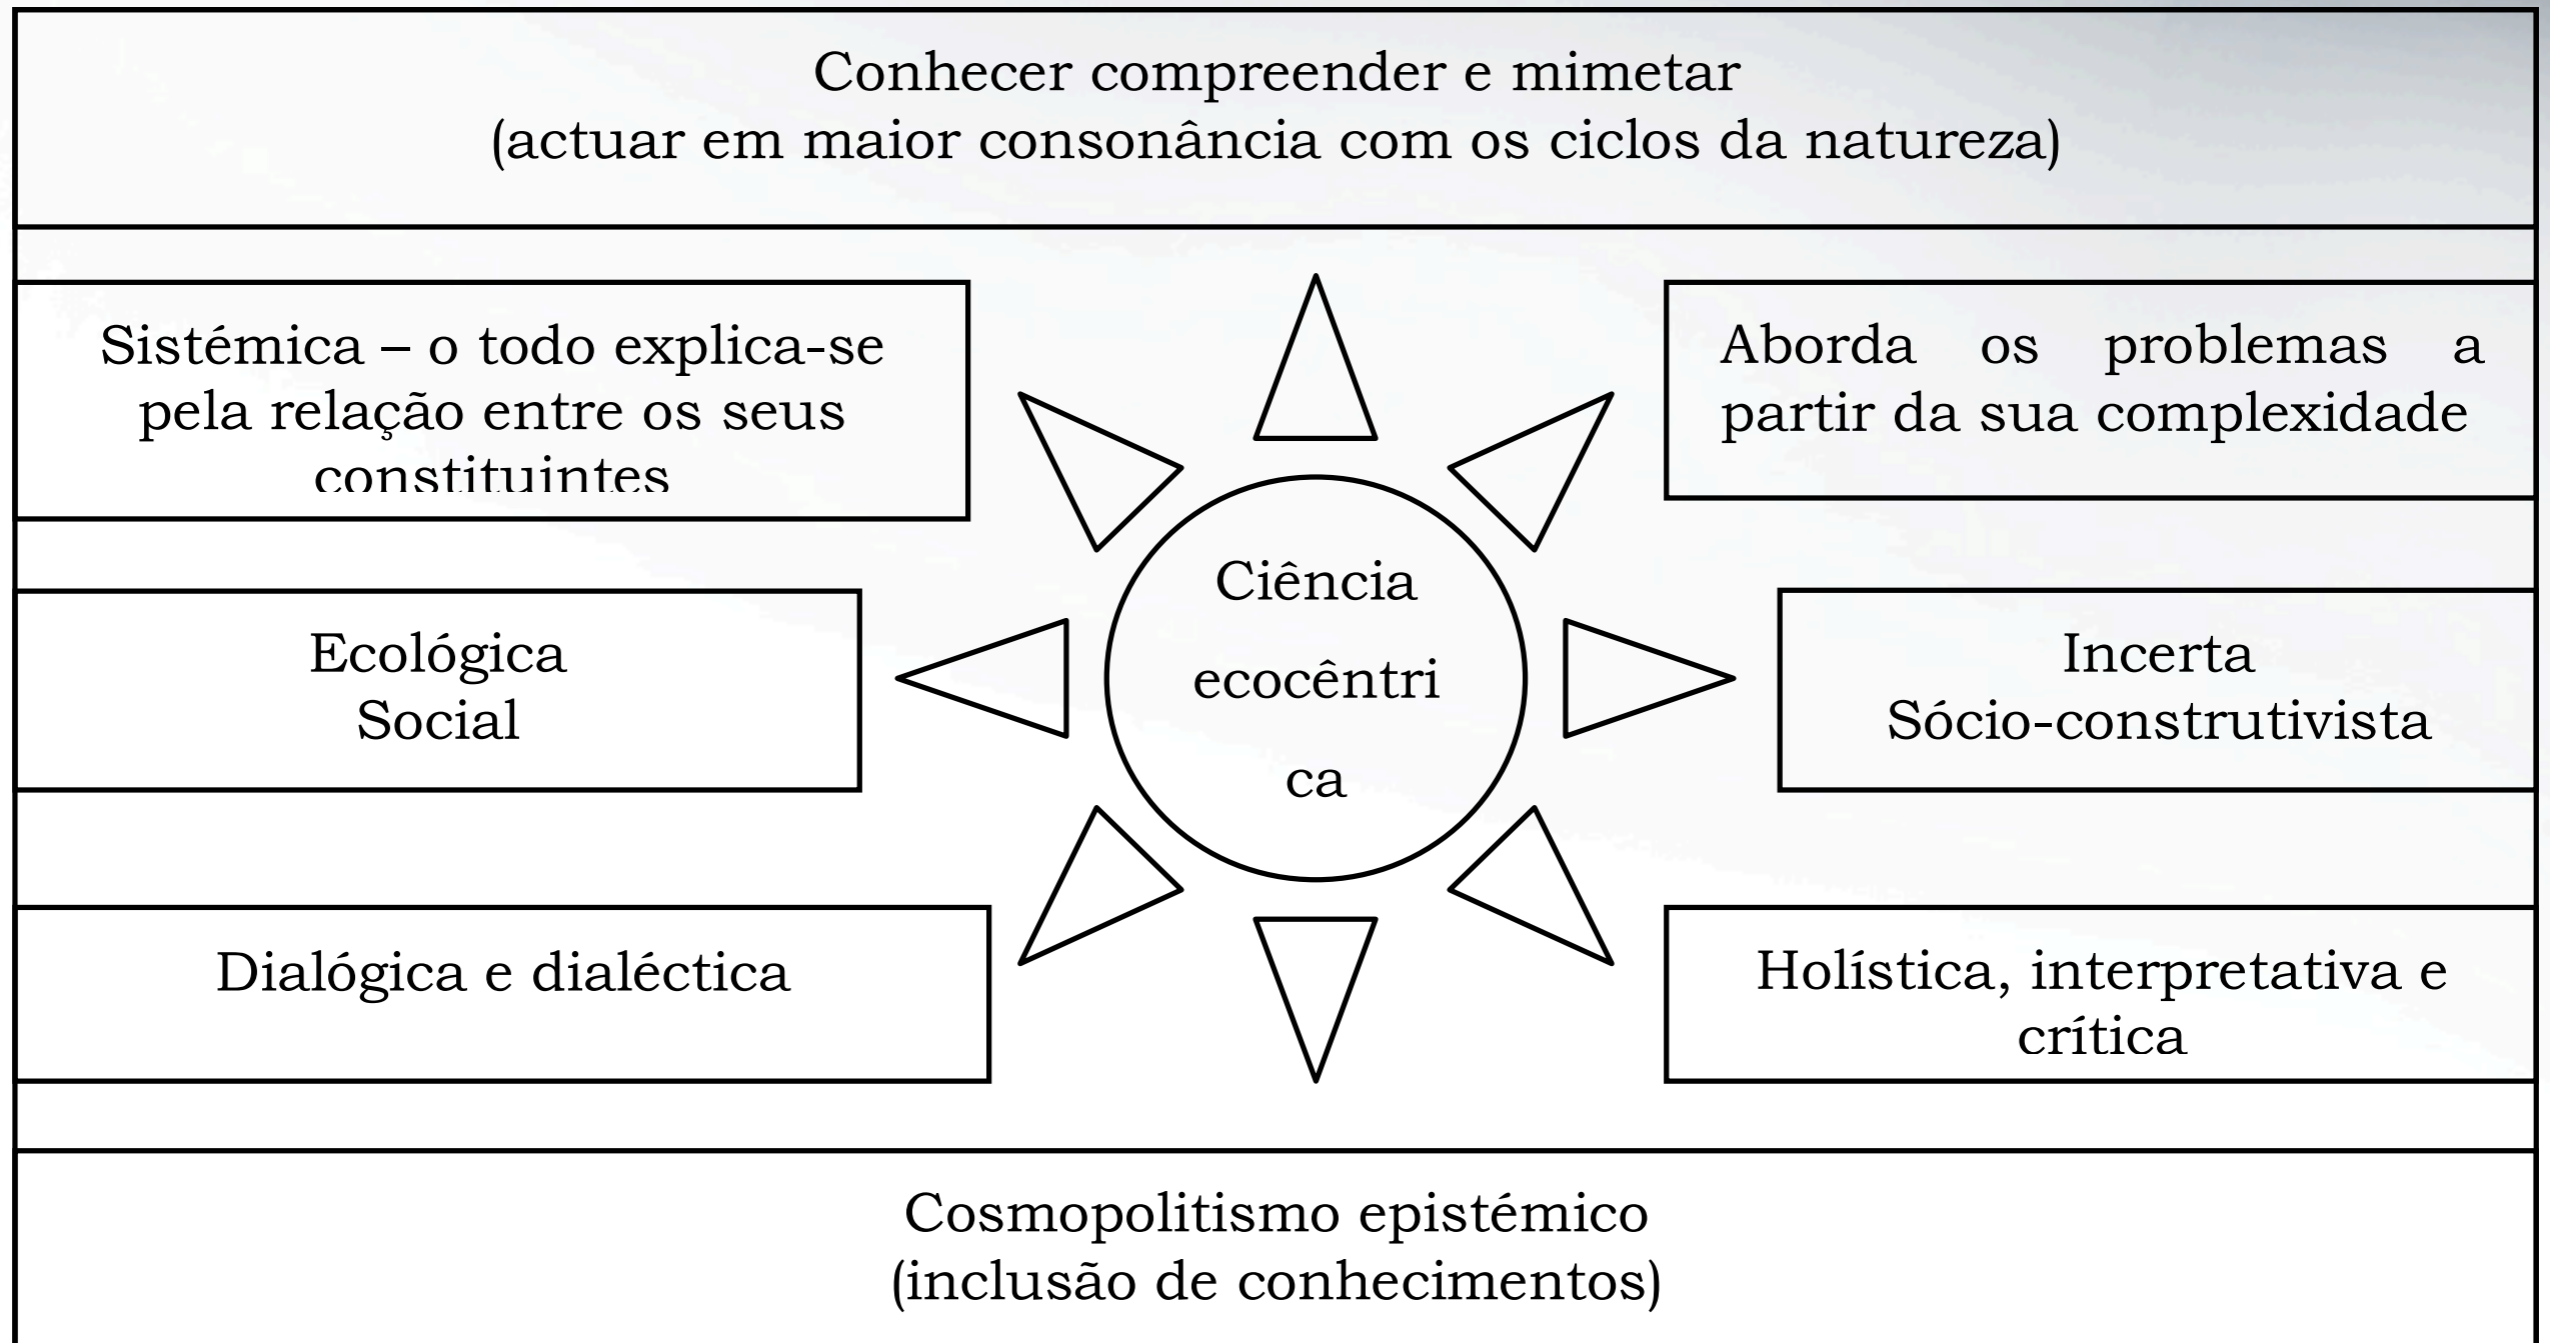 Conhecer compreender e mimetar
(actuar em maior consonância com os ciclos da natureza)
Sistémica – o todo explica-se
pela relação entre os seus
constituintes
Aborda os problemas a
partir da sua complexidade
Ciência
ecocêntri
ca
Ecológica
Social
Incerta
Sócio-construtivista
Dialógica e dialéctica
Holística, interpretativa e
crítica
Cosmopolitismo epistémico
(inclusão de conhecimentos)